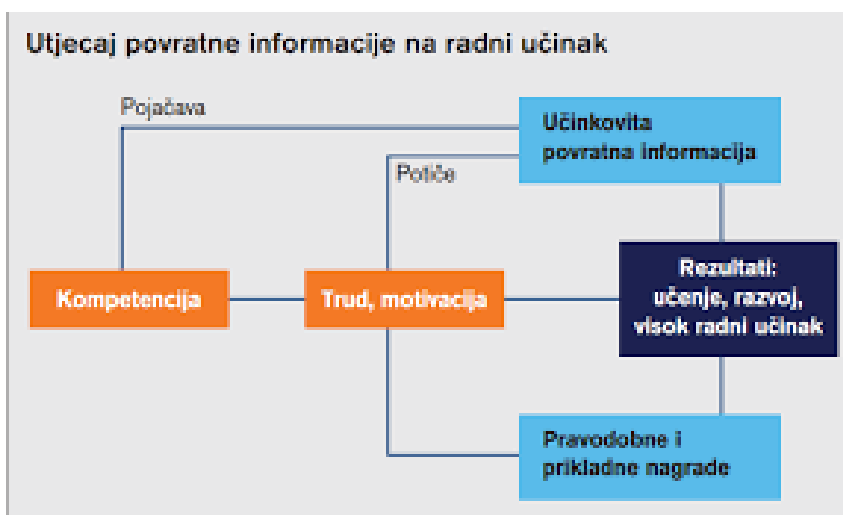 Utjecaj povratne informacije na radni učinak
Pojačava
Učinkovita
povratna informacija
Potiče
Kompetencija
Trud, motivacija
Rezultati:
učenje, razvoj,
visok radni učinak
Pravodobne i
prikladne nagrade